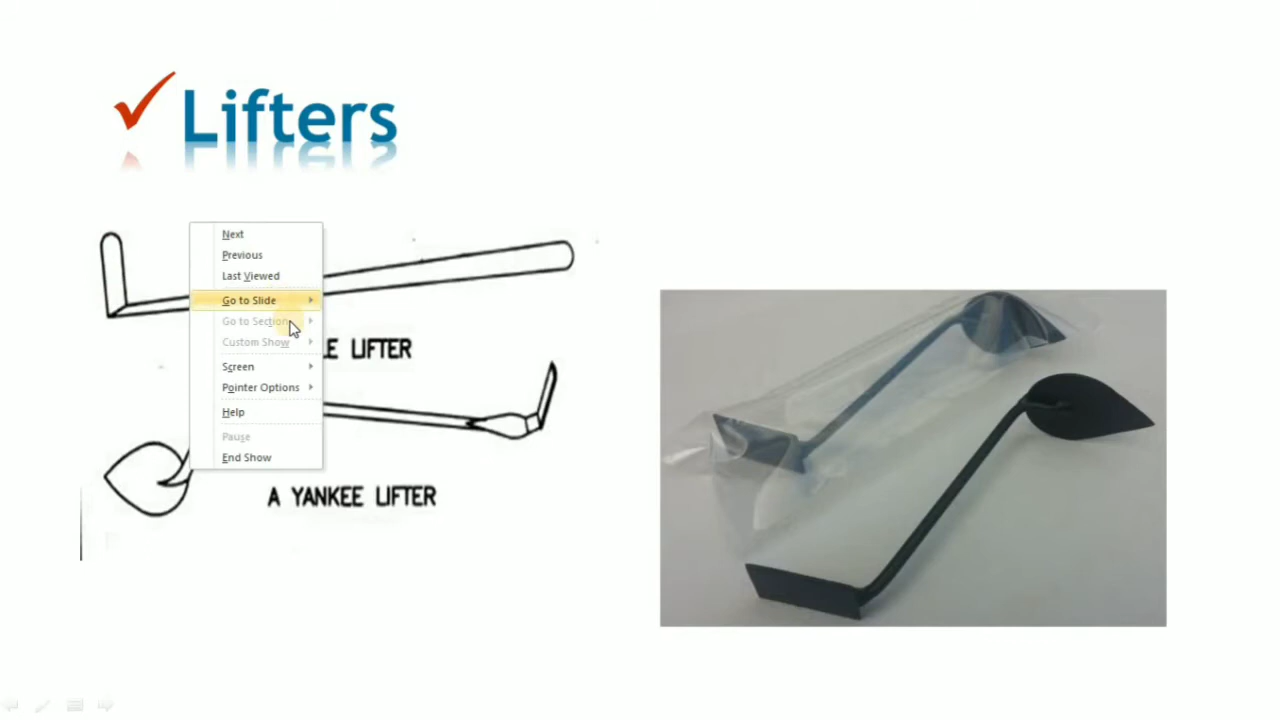 Lifters
Next
Previous
Last Viewed
Go to Slide
Go to Section
Custom Show
LIFTER
Screen
Pointer Options
Help
Pause
End Show
A YANKEE LIFTER